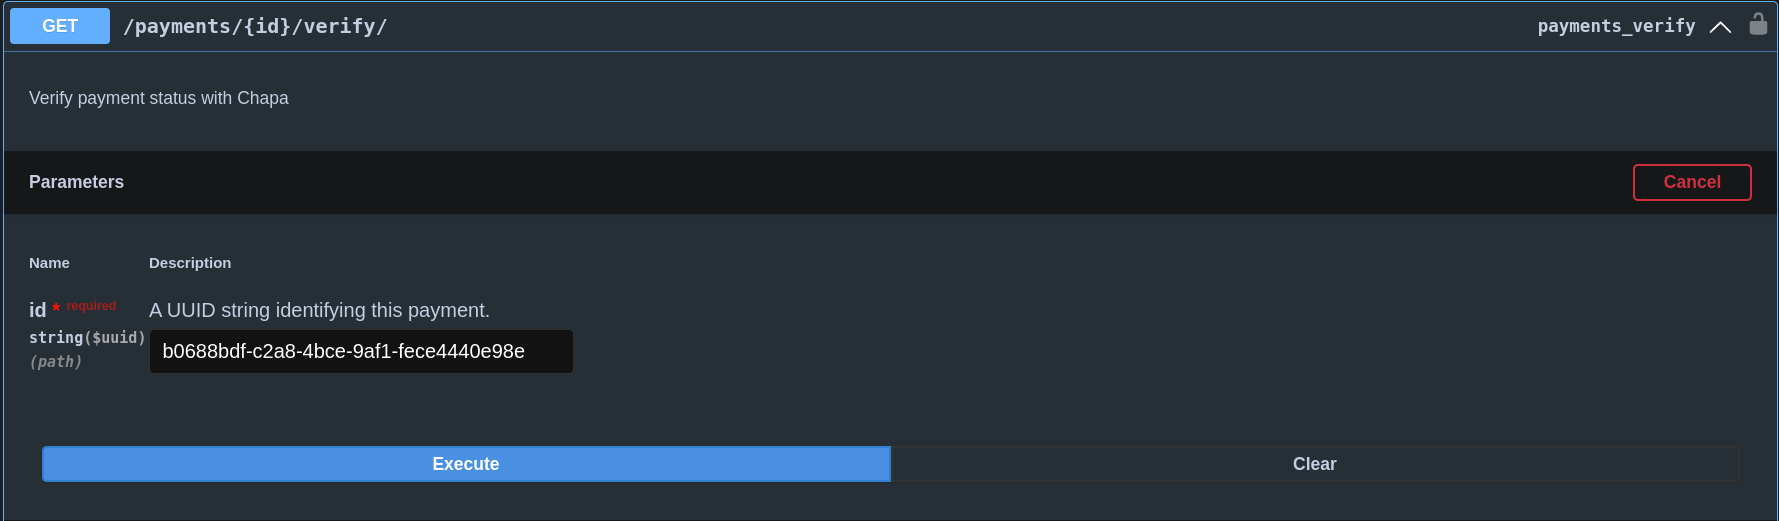 GET /payments/{id}/verify/ payments_verify
Verify payment status with Chapa
Parameters Cancel
Name Description
id * required A UUID string identifying this payment.
string($uuid)
(path)
b0688bdf-c2a8-4bce-9af1-fece4440e98e
Execute Clear